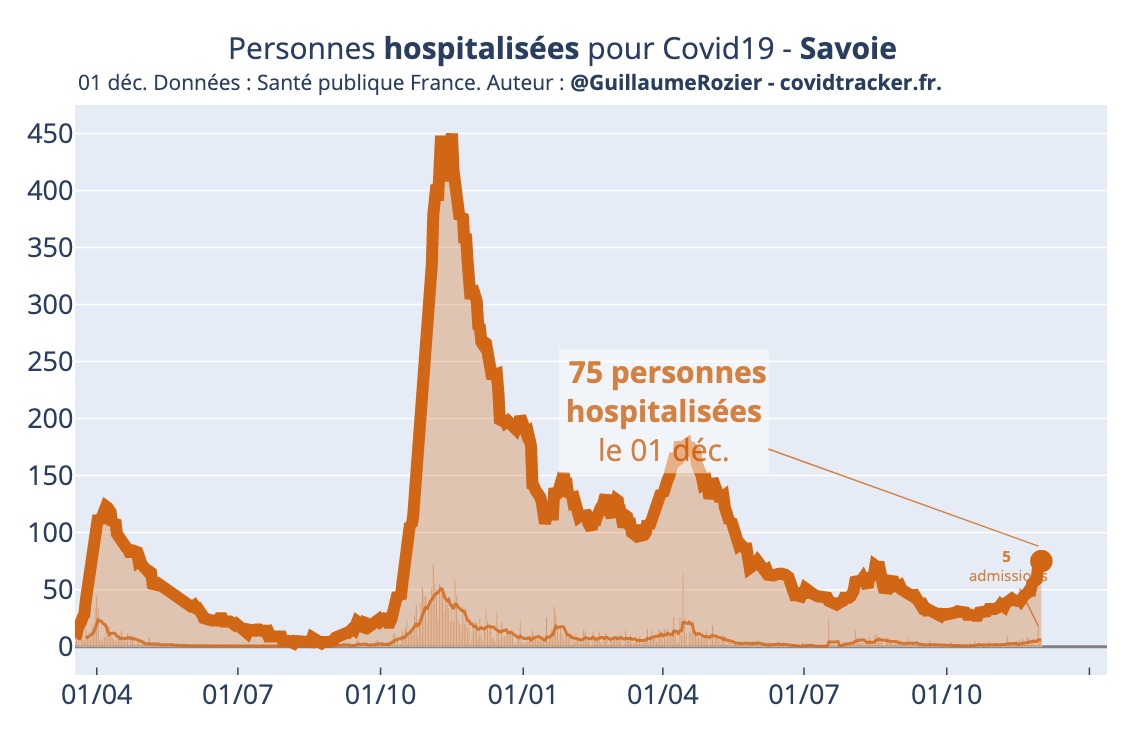 Personnes hospitalisées pour Covid19 - Savoie
01 déc. Données : Santé publique France. Auteur : @GuillaumeRozier - covidtracker.fr.
450
400
350
300
250
200
150
100
50
0
75 personnes
hospitalisées
le 01 déc.
5
admissions
01/04 01/07 01/10 01/01 01/04 01/07 01/10